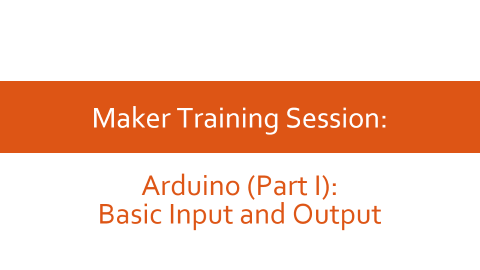 Maker Training Session:
Arduino (Part I):
Basic Input and Output